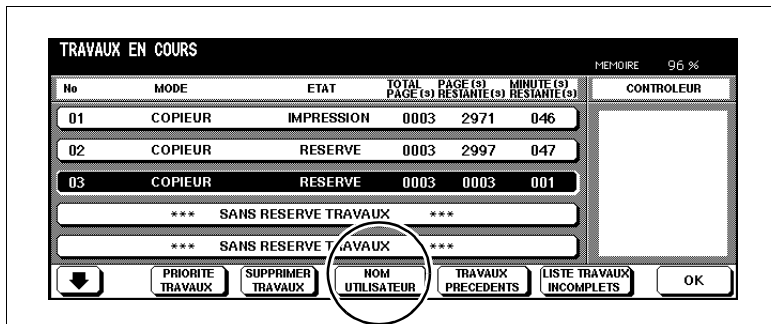 TRAVAUX EN COURS
MEMOIRE 96 %
No MODE ETAT TOTAL PAGE(S) PAGE(S) RESTANTE(S) MINUTE(S) RESTANTE(S) CONTROLEUR
01 COPIEUR IMPRESSION 0003 2971 046
02 COPIEUR RESERVE 0003 2997 047
03 COPIEUR RESERVE 0003 0003 001
*** SANS RESERVE TRAVAUX ***
*** SANS RESERVE TRAVAUX ***
PRIORITE TRAVAUX
SUPPRIMER TRAVAUX
NOM UTILISATEUR
TRAVAUX PRECEDENTS
LISTE TRAVAUX INCOMPLETS
OK